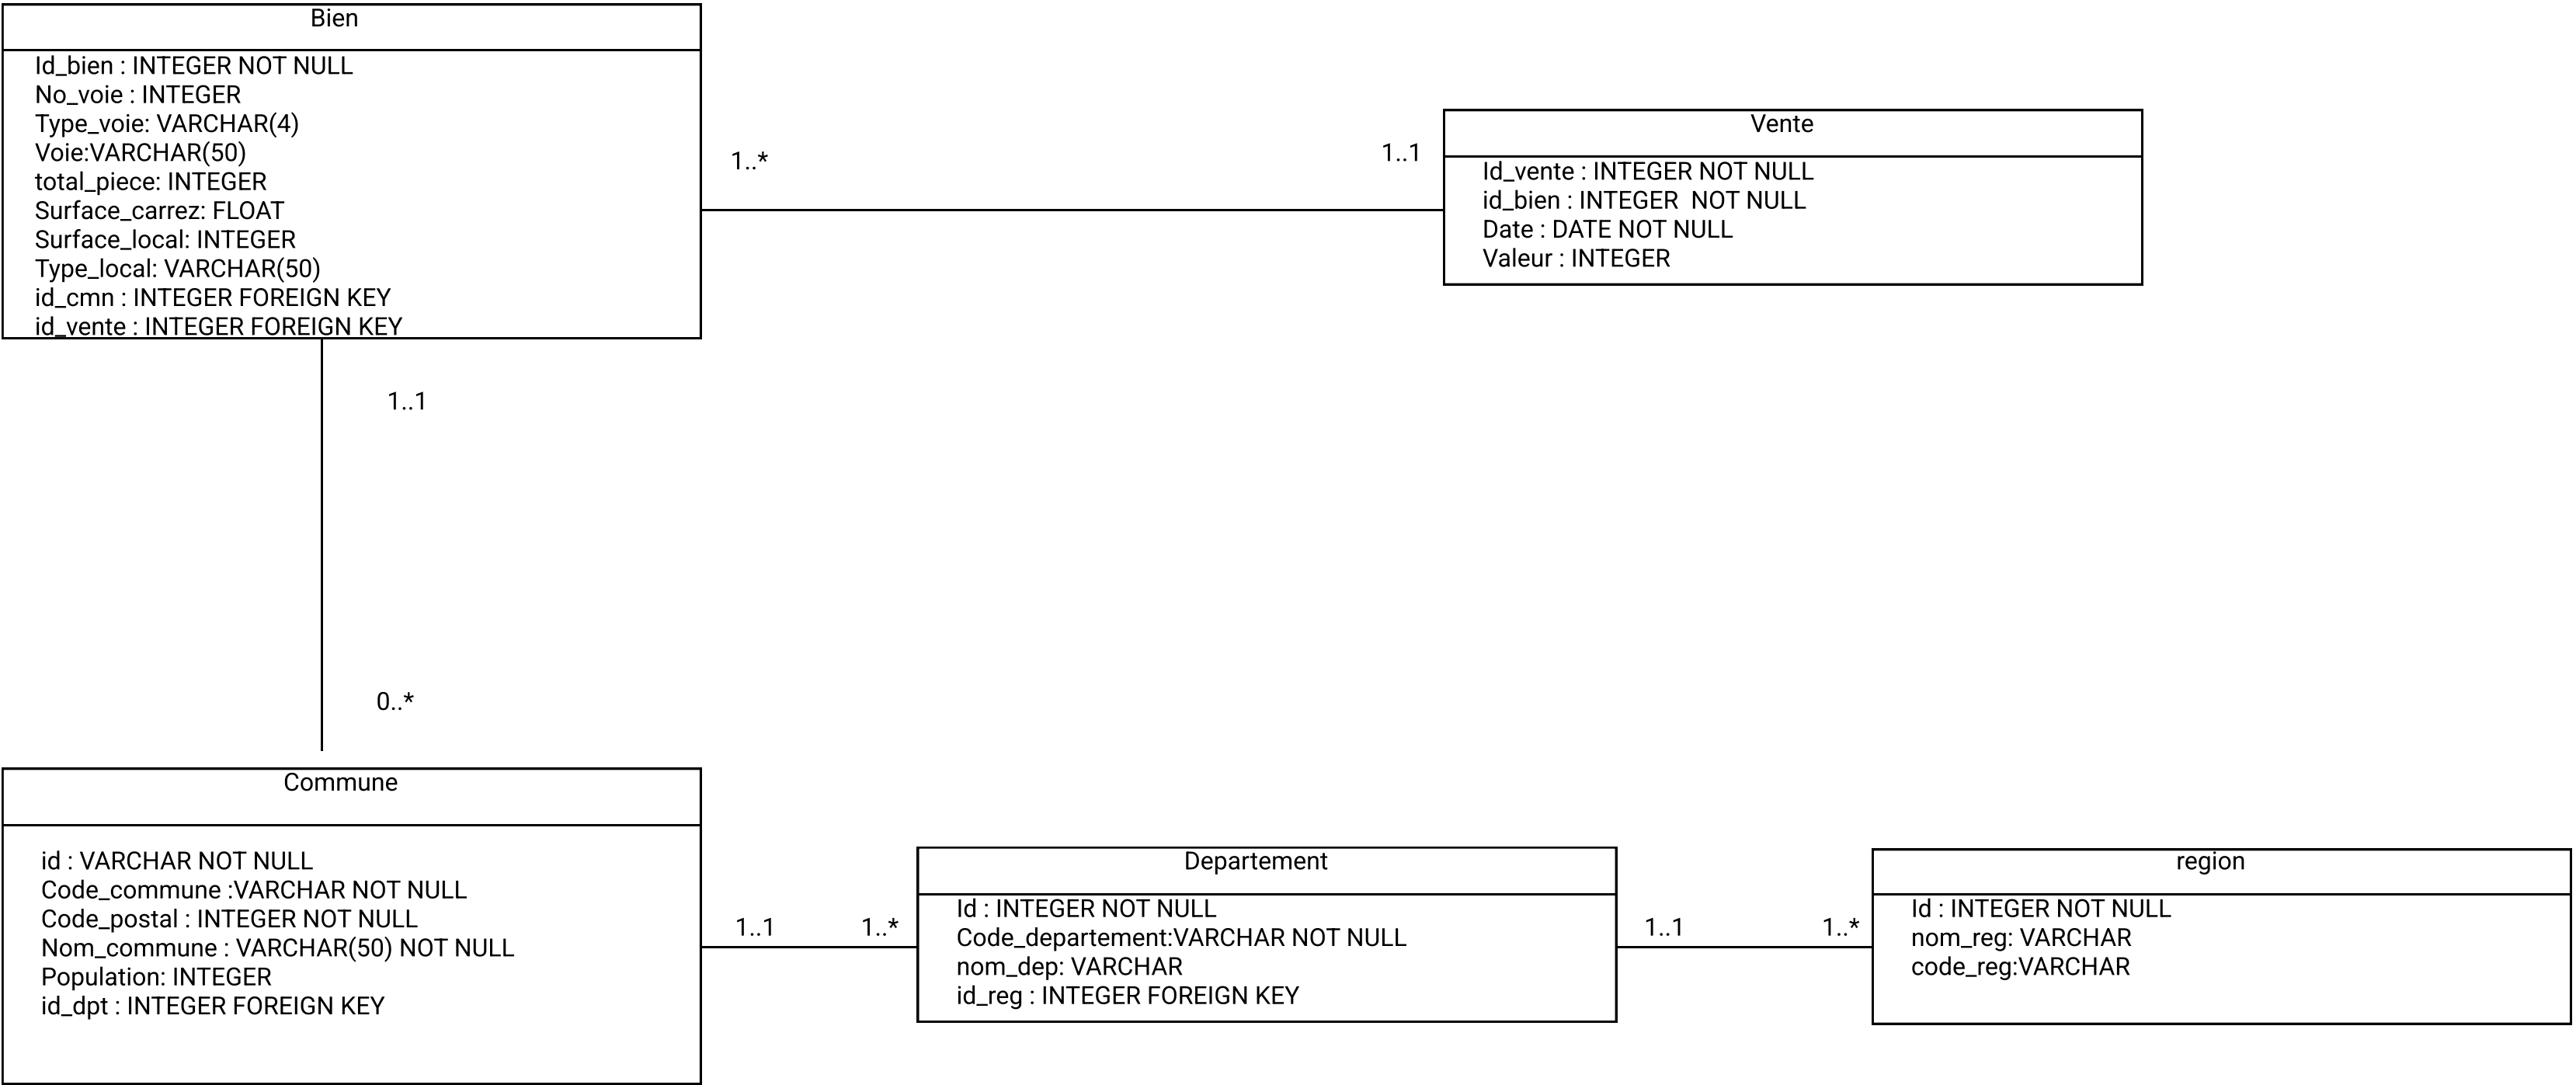 Bien
Id_bien : INTEGER NOT NULL
No_voie : INTEGER
Type_voie: VARCHAR(4)
Voie:VARCHAR(50)
total_piece: INTEGER
Surface_carrez: FLOAT
Surface_local: INTEGER
Type_local: VARCHAR(50)
id_cmn : INTEGER FOREIGN KEY
id_vente : INTEGER FOREIGN KEY
1..*
1..1
Vente
Id_vente : INTEGER NOT NULL
id_bien : INTEGER  NOT NULL
Date : DATE NOT NULL
Valeur : INTEGER
1..1
0..*
Commune
id : VARCHAR NOT NULL
Code_commune :VARCHAR NOT NULL
Code_postal : INTEGER NOT NULL
Nom_commune : VARCHAR(50) NOT NULL
Population: INTEGER
id_dpt : INTEGER FOREIGN KEY
1..1
1..*
Departement
Id : INTEGER NOT NULL
Code_departement:VARCHAR NOT NULL
nom_dep: VARCHAR
id_reg : INTEGER FOREIGN KEY
1..1
1..*
region
Id : INTEGER NOT NULL
nom_reg: VARCHAR
code_reg:VARCHAR